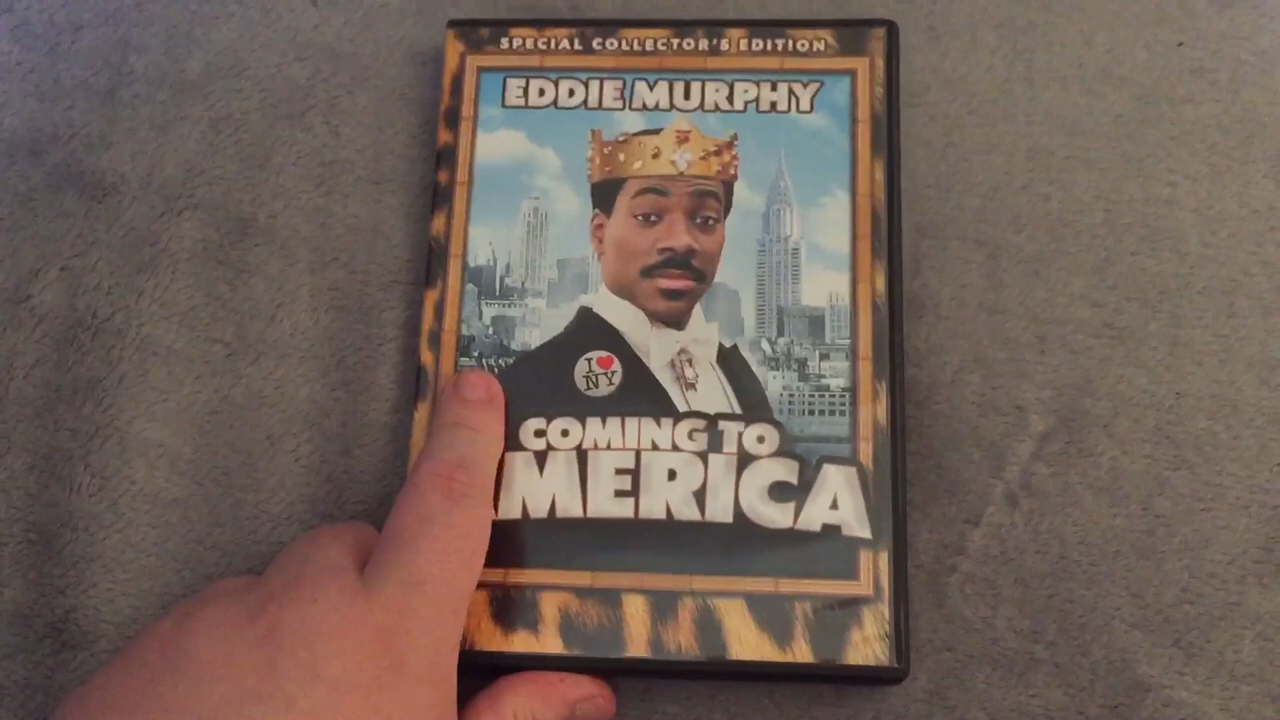 SPECIAL COLLECTOR'S EDITION
EDDIE MURPHY
I ♥
NY
COMING TO
MERICA